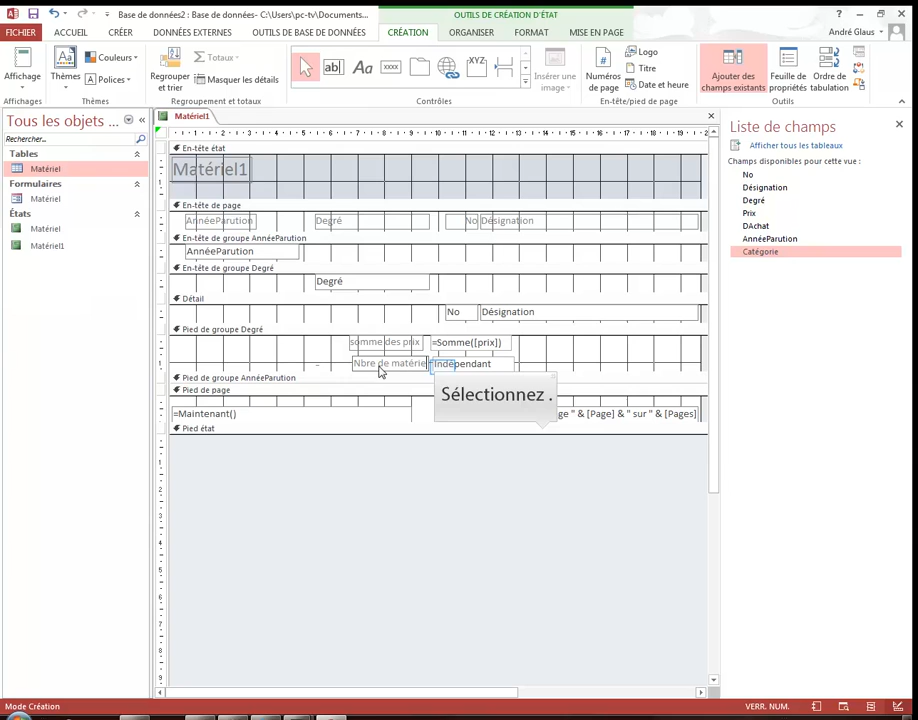 Base de données2 : Base de données- C:\Users\pc-tv\Documents...
OUTILS DE CRÉATION D'ÉTAT
FICHIER ACCUEIL CRÉER DONNÉES EXTERNES OUTILS DE BASE DE DONNÉES CRÉATION ORGANISER FORMAT MISE EN PAGE André Glaus
Affichage
Thèmes
Couleurs
Polices
Regrouper et trier
Totaux
Masquer les détails
Insérer une image
Numéros de page
Logo
Titre
Date et heure
Ajouter des champs existants
Feuille de propriétés
Ordre de tabulation
Affichages Thèmes Regroupement et totaux Contrôles En-tête/pied de page Outils
Tous les objets ...
Rechercher...
Tables
Matériel
Formulaires
Matériel
États
Matériel
Matériel1
Matériel1
En-tête état
Matériel1
En-tête de page
AnnéeParution Degré No Désignation
En-tête de groupe AnnéeParution
AnnéeParution
En-tête de groupe Degré
Degré
Détail
No Désignation
Pied de groupe Degré
somme des prix =Somme([prix])
Nbre de matérie Indépendant
Pied de groupe AnnéeParution
Sélectionnez .
Pied de page
=Maintenant() ge " & [Page] & " sur " & [Pages]
Pied état
Liste de champs
Afficher tous les tableaux
Champs disponibles pour cette vue :
No
Désignation
Degré
Prix
DAchat
AnnéeParution
Catégorie
Mode Création VERR. NUM.